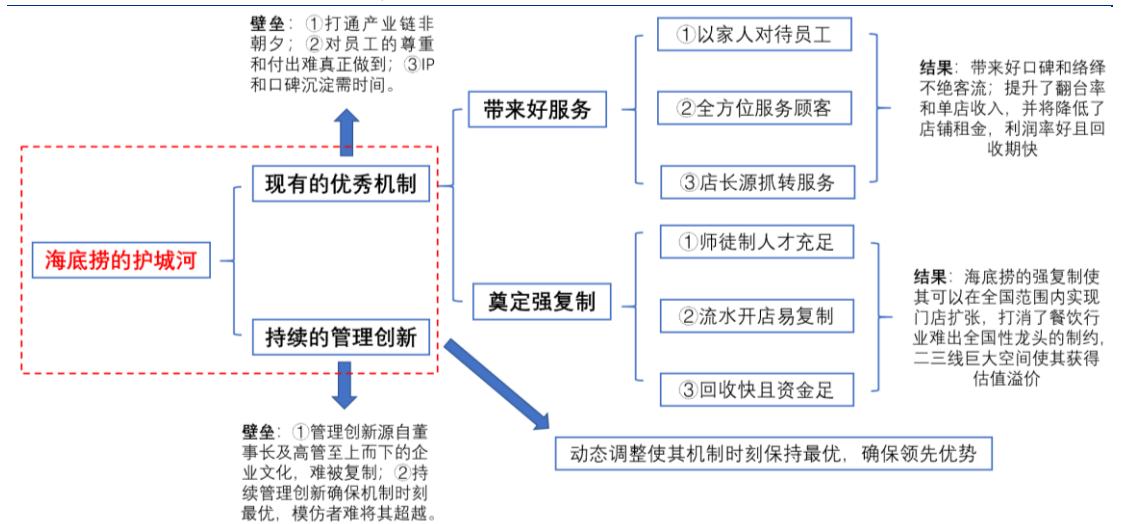 壁垒：①打通产业链非
朝夕；②对员工的尊重
和付出难真正做到；③IP
和口碑沉淀需时间。
海底捞的护城河
现有的优秀机制
持续的管理创新
壁垒：①管理创新源自董
事长及高管至上而下的企
业文化，难被复制；②持
续管理创新确保机制时刻
最优，模仿者难将其超越。
带来好服务
奠定强复制
①以家人对待员工
②全方位服务顾客
③店长源抓转服务
①师徒制人才充足
②流水开店易复制
③回收快且资金足
动态调整使其机制时刻保持最优，确保领先优势
结果：带来好口碑和络绎
不绝客流；提升了翻台率
和单店收入，并将降低了
店铺租金，利润率好且回
收期快
结果：海底捞的强复制使
其可以在全国范围内实现
门店扩张，打消了餐饮行
业难出全国性龙头的制约，
二三线巨大空间使其获得
估值溢价